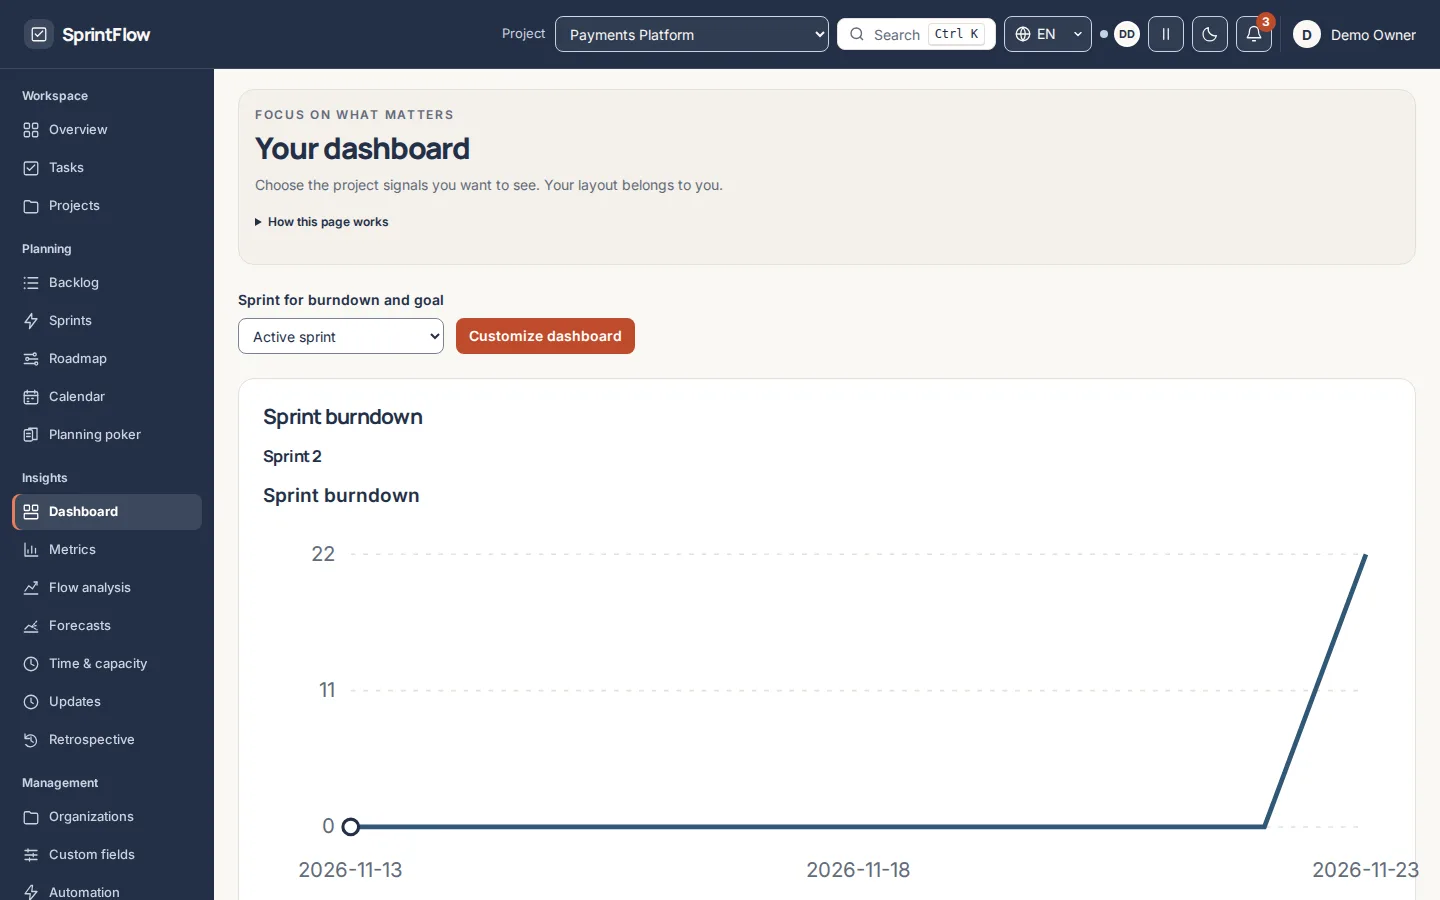 SprintFlow
Project
Payments Platform
Search
Ctrl K
EN
DD
3
D
Demo Owner
Workspace
Overview
Tasks
Projects
Planning
Backlog
Sprints
Roadmap
Calendar
Planning poker
Insights
Dashboard
Metrics
Flow analysis
Forecasts
Time & capacity
Updates
Retrospective
Management
Organizations
Custom fields
Automation
FOCUS ON WHAT MATTERS
Your dashboard
Choose the project signals you want to see. Your layout belongs to you.
How this page works
Sprint for burndown and goal
Active sprint
Customize dashboard
Sprint burndown
Sprint 2
Sprint burndown
22
11
0
2026-11-13
2026-11-18
2026-11-23